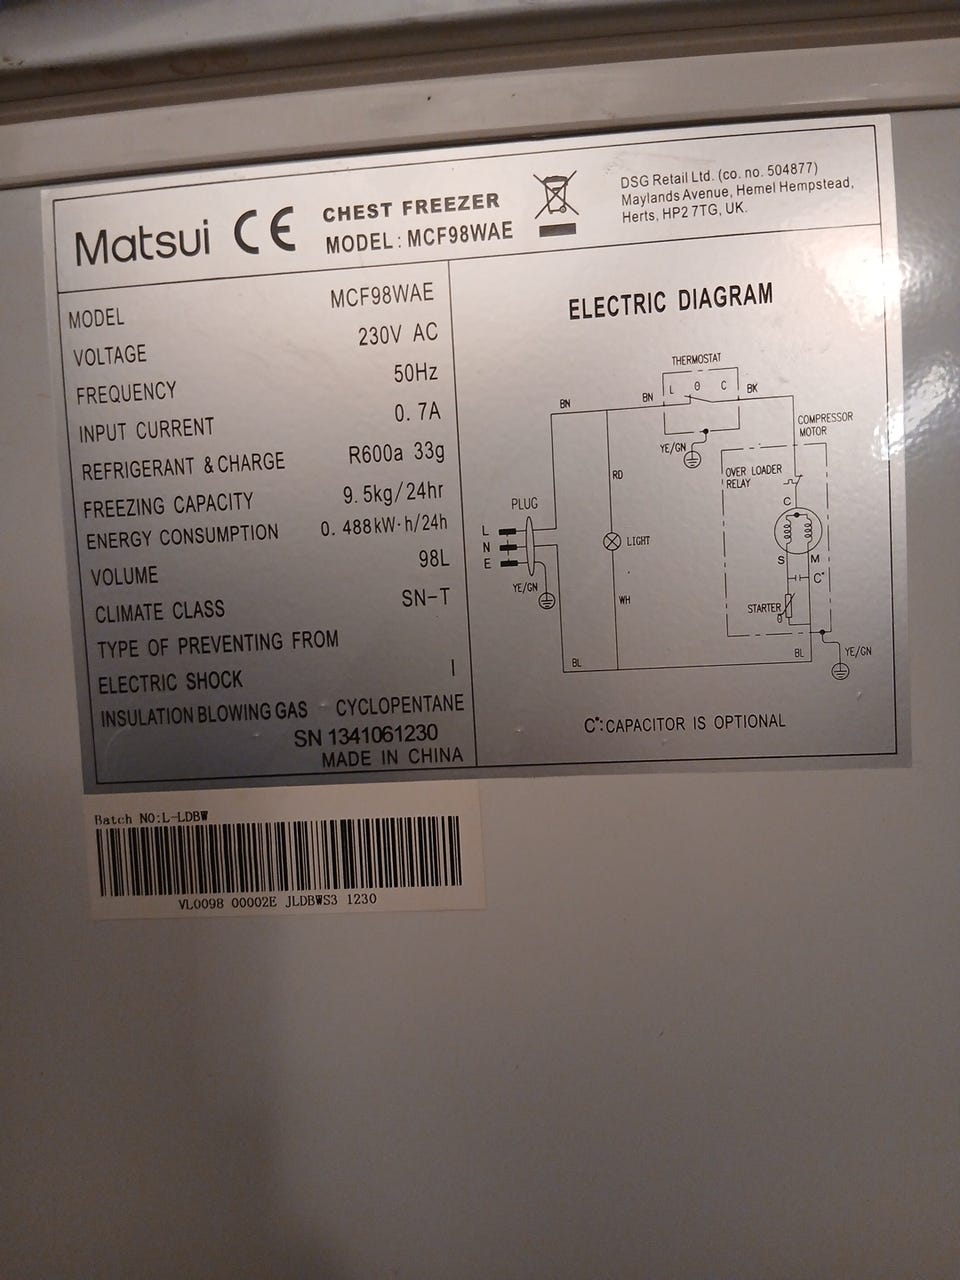 Matsui CE
CHEST FREEZER
MODEL: MCF98WAE
DSG Retail Ltd. (co. no. 504877)
Maylands Avenue, Hemel Hempstead,
Herts, HP2 7TG, UK.
MODEL MCF98WAE
VOLTAGE 230V AC
FREQUENCY 50Hz
INPUT CURRENT 0.7A
REFRIGERANT & CHARGE R600a 33g
FREEZING CAPACITY 9.5kg/24hr
ENERGY CONSUMPTION 0.488kW·h/24h
VOLUME 98L
CLIMATE CLASS SN-T
TYPE OF PREVENTING FROM
ELECTRIC SHOCK I
INSULATION BLOWING GAS CYCLOPENTANE
SN 1341061230
MADE IN CHINA
ELECTRIC DIAGRAM
THERMOSTAT
L θ C
BN
BN
BK
COMPRESSOR
MOTOR
YE/GN
OVER LOADER
RELAY
RD
PLUG
C
L
N
E
LIGHT
S M
C*
YE/GN
WH
STARTER
θ
BL
BL
YE/GN
C*:CAPACITOR IS OPTIONAL
Batch NO:L-LDBW
VL0098 00002E JLDBWS3 1230